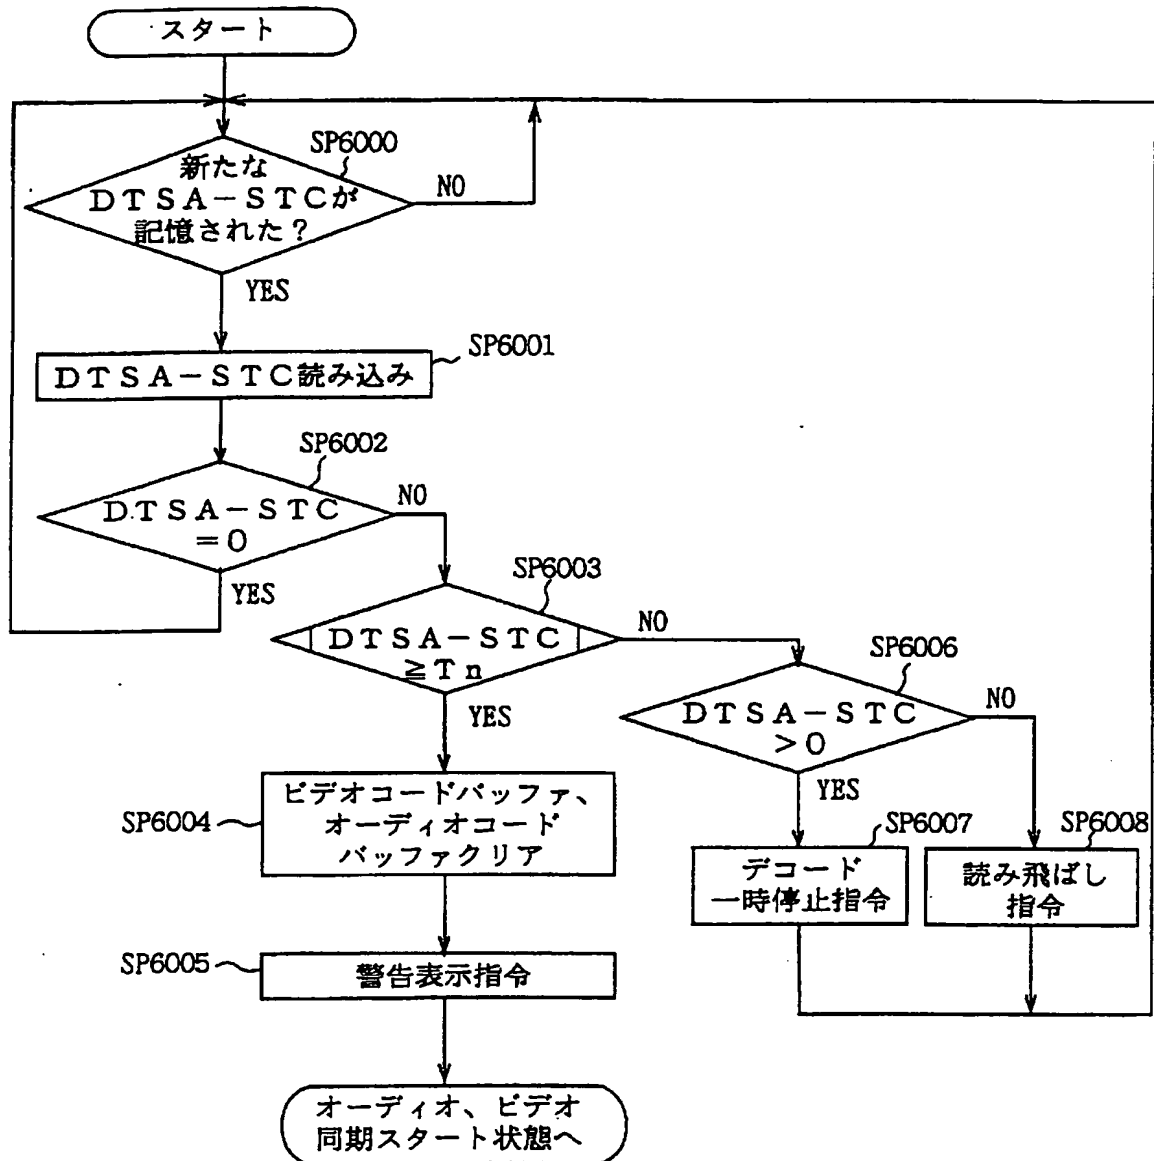 スタート
SP6000
新たな
DTSA-STCが
記憶された?
NO
YES
SP6001
DTSA-STC読み込み
SP6002
DTSA-STC
=0
NO
YES
SP6003
|DTSA-STC|
≧Tn
NO
YES
SP6006
DTSA-STC
>0
NO
YES
SP6004
ビデオコードバッファ、
オーディオコード
バッファクリア
SP6007
デコード
一時停止指令
SP6008
読み飛ばし
指令
SP6005
警告表示指令
オーディオ、ビデオ
同期スタート状態へ